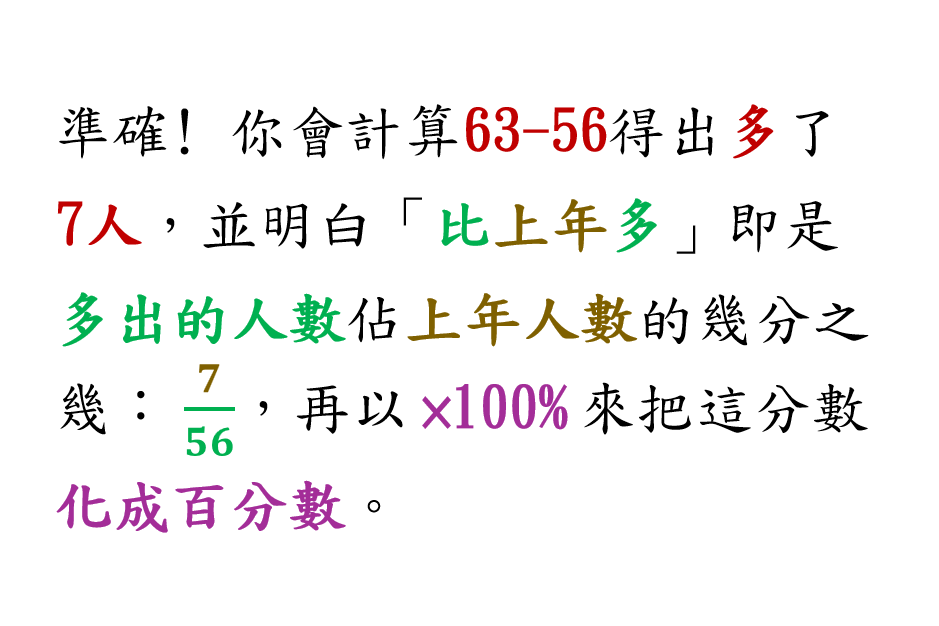 準確! 你會計算63-56得出多了
7人，並明白「比上年多」即是
多出的人數佔上年人數的幾分之
幾：7/56，再以×100%來把這分數
化成百分數。